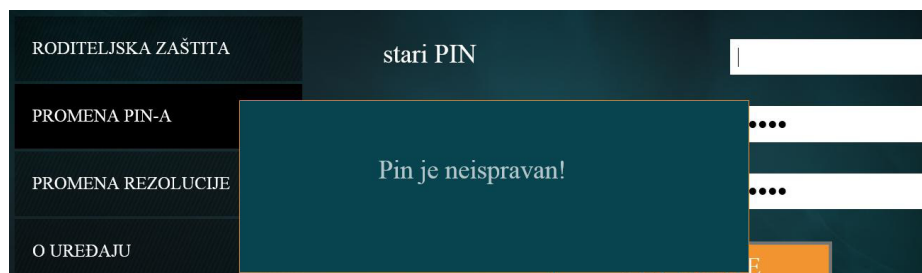 RODITELJSKA ZAŠTITA
stari PIN
PROMENA PIN-A
Pin je neispravan!
PROMENA REZOLUCIJE
O UREĐAJU